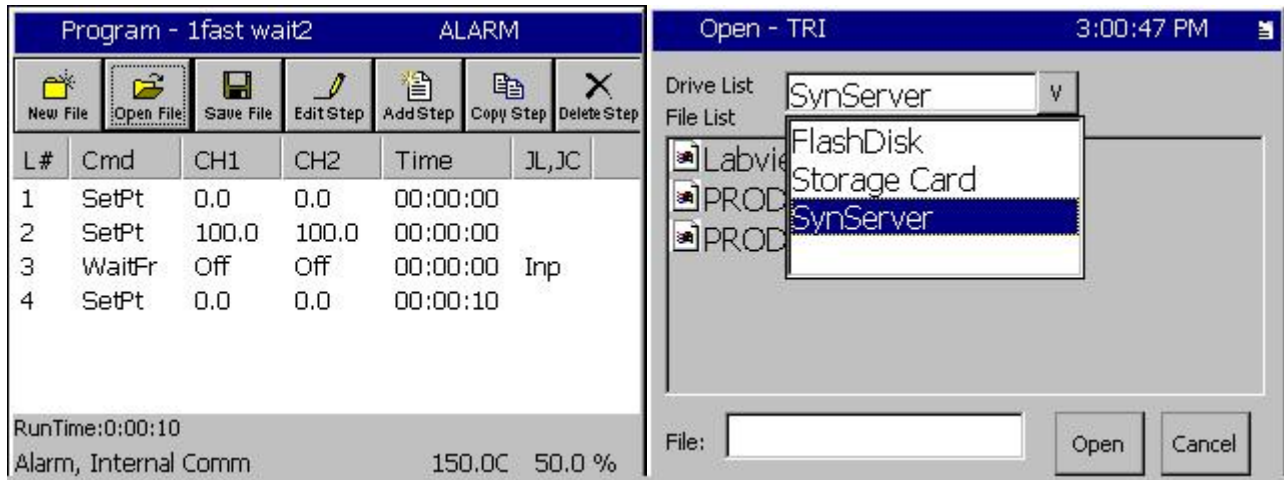 Program - 1fast wait2 ALARM
New File Open File Save File Edit Step Add Step Copy Step Delete Step
L# Cmd CH1 CH2 Time JL,JC
1 SetPt 0.0 0.0 00:00:00
2 SetPt 100.0 100.0 00:00:00
3 WaitFr Off Off 00:00:00 Inp
4 SetPt 0.0 0.0 00:00:10
RunTime:0:00:10
Alarm, Internal Comm 150.0C 50.0 %
Open - TRI 3:00:47 PM
Drive List SynServer V
File List
FlashDisk
Storage Card
SynServer
Labvie
PROD
PROD
File: Open Cancel